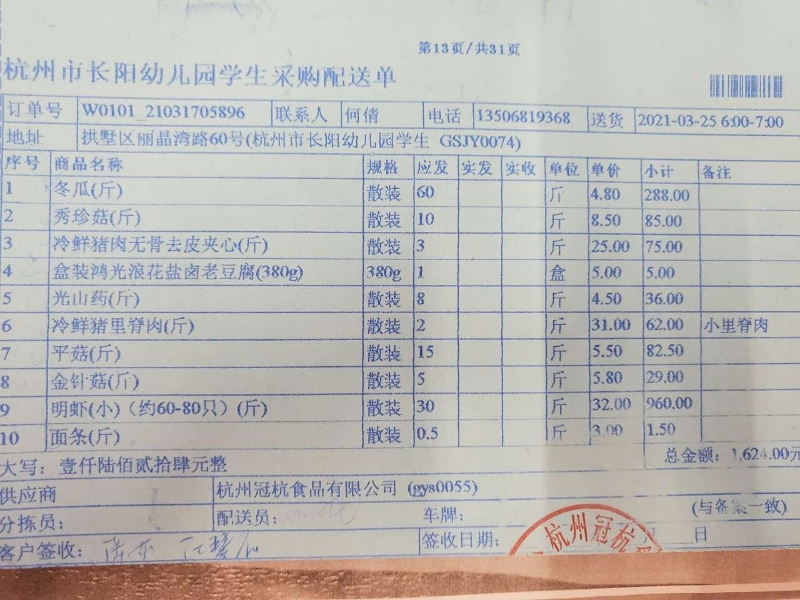 第13页/共31页
杭州市长阳幼儿园学生采购配送单
订单号 W0101_21031705896 联系人 何倩 电话 13506819368 送货 2021-03-25 6:00-7:00
地址 拱墅区丽晶湾路60号(杭州市长阳幼儿园学生 GSJY0074)
序号 商品名称 规格 应发 实发 实收 单位 单价 小计 备注
1 冬瓜(斤) 散装 60 斤 4.80 288.00
2 秀珍菇(斤) 散装 10 斤 8.50 85.00
3 冷鲜猪肉无骨去皮夹心(斤) 散装 3 斤 25.00 75.00
4 盒装鸿光浪花盐卤老豆腐(380g) 380g 1 盒 5.00 5.00
5 光山药(斤) 散装 8 斤 4.50 36.00
6 冷鲜猪里脊肉(斤) 散装 2 斤 31.00 62.00 小里脊肉
7 平菇(斤) 散装 15 斤 5.50 82.50
8 金针菇(斤) 散装 5 斤 5.80 29.00
9 明虾(小)（约60-80只）(斤) 散装 30 斤 32.00 960.00
10 面条(斤) 散装 0.5 斤 3.00 1.50
总金额: 1,624.00元
大写: 壹仟陆佰贰拾肆元整
供应商 杭州冠杭食品有限公司 (gys0055)
分拣员: 配送员: 车牌: (与备案一致)
客户签收: 签收日期: 日
杭州冠杭